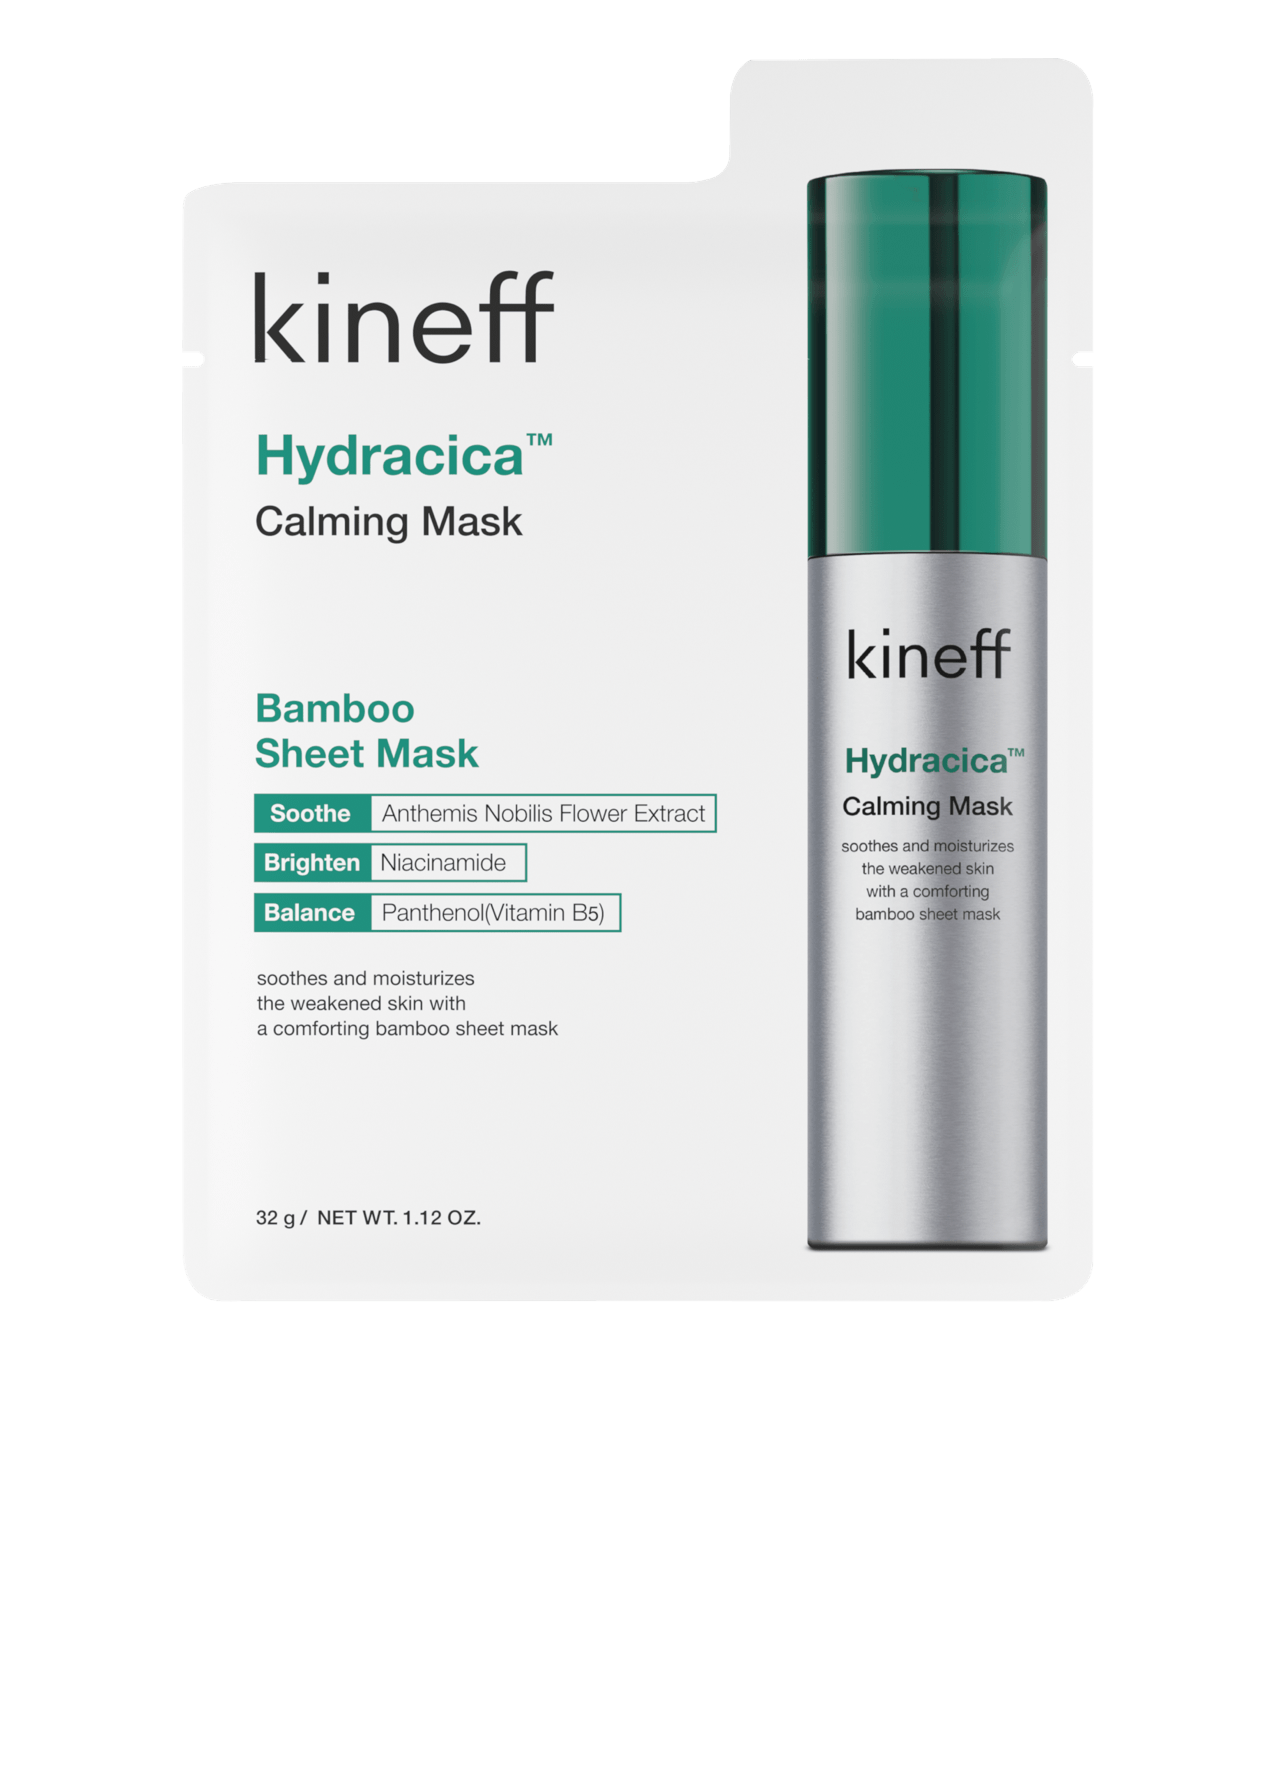 kineff
Hydracica™
Calming Mask
Bamboo
Sheet Mask
Soothe Anthemis Nobilis Flower Extract
Brighten Niacinamide
Balance Panthenol(Vitamin B5)
soothes and moisturizes
the weakened skin with
a comforting bamboo sheet mask
32 g / NET WT. 1.12 OZ.
kineff
Hydracica™
Calming Mask
soothes and moisturizes
the weakened skin
with a comforting
bamboo sheet mask